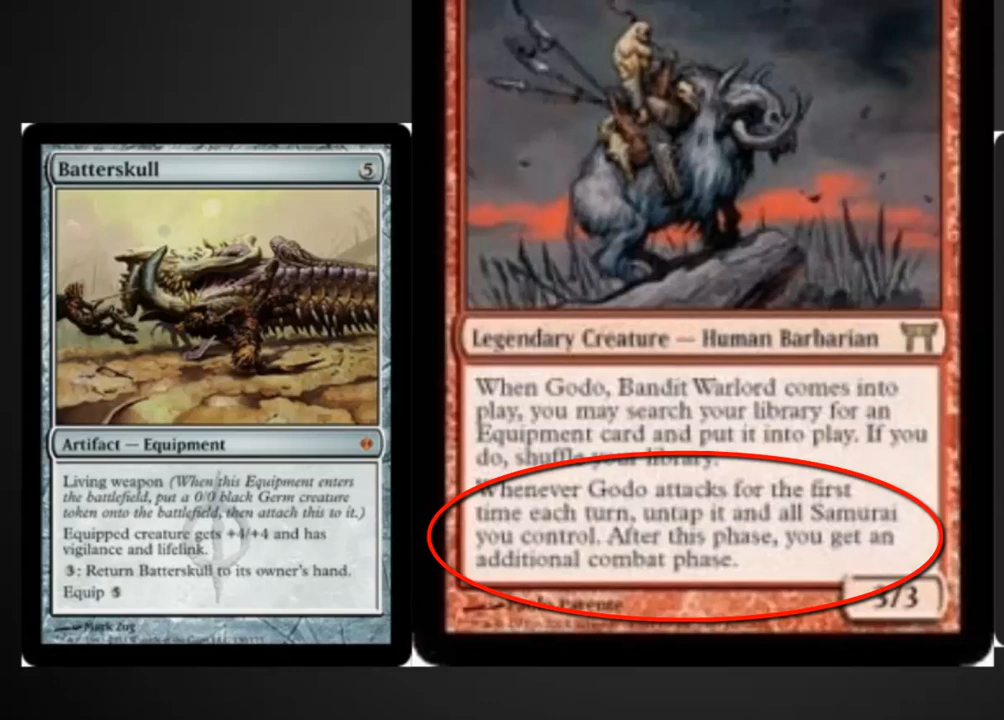 Batterskull
5
Artifact — Equipment
Living weapon (When this Equipment enters
the battlefield, put a 0/0 black Germ creature
token onto the battlefield, then attach this to it.)
Equipped creature gets +4/+4 and has
vigilance and lifelink.
3: Return Batterskull to its owner's hand.
Equip 5
Mark Zug
Legendary Creature — Human Barbarian
When Godo, Bandit Warlord comes into
play, you may search your library for an
Equipment card and put it into play. If you
do, shuffle your library.
Whenever Godo attacks for the first
time each turn, untap it and all Samurai
you control. After this phase, you get an
additional combat phase.
Parente
3/3